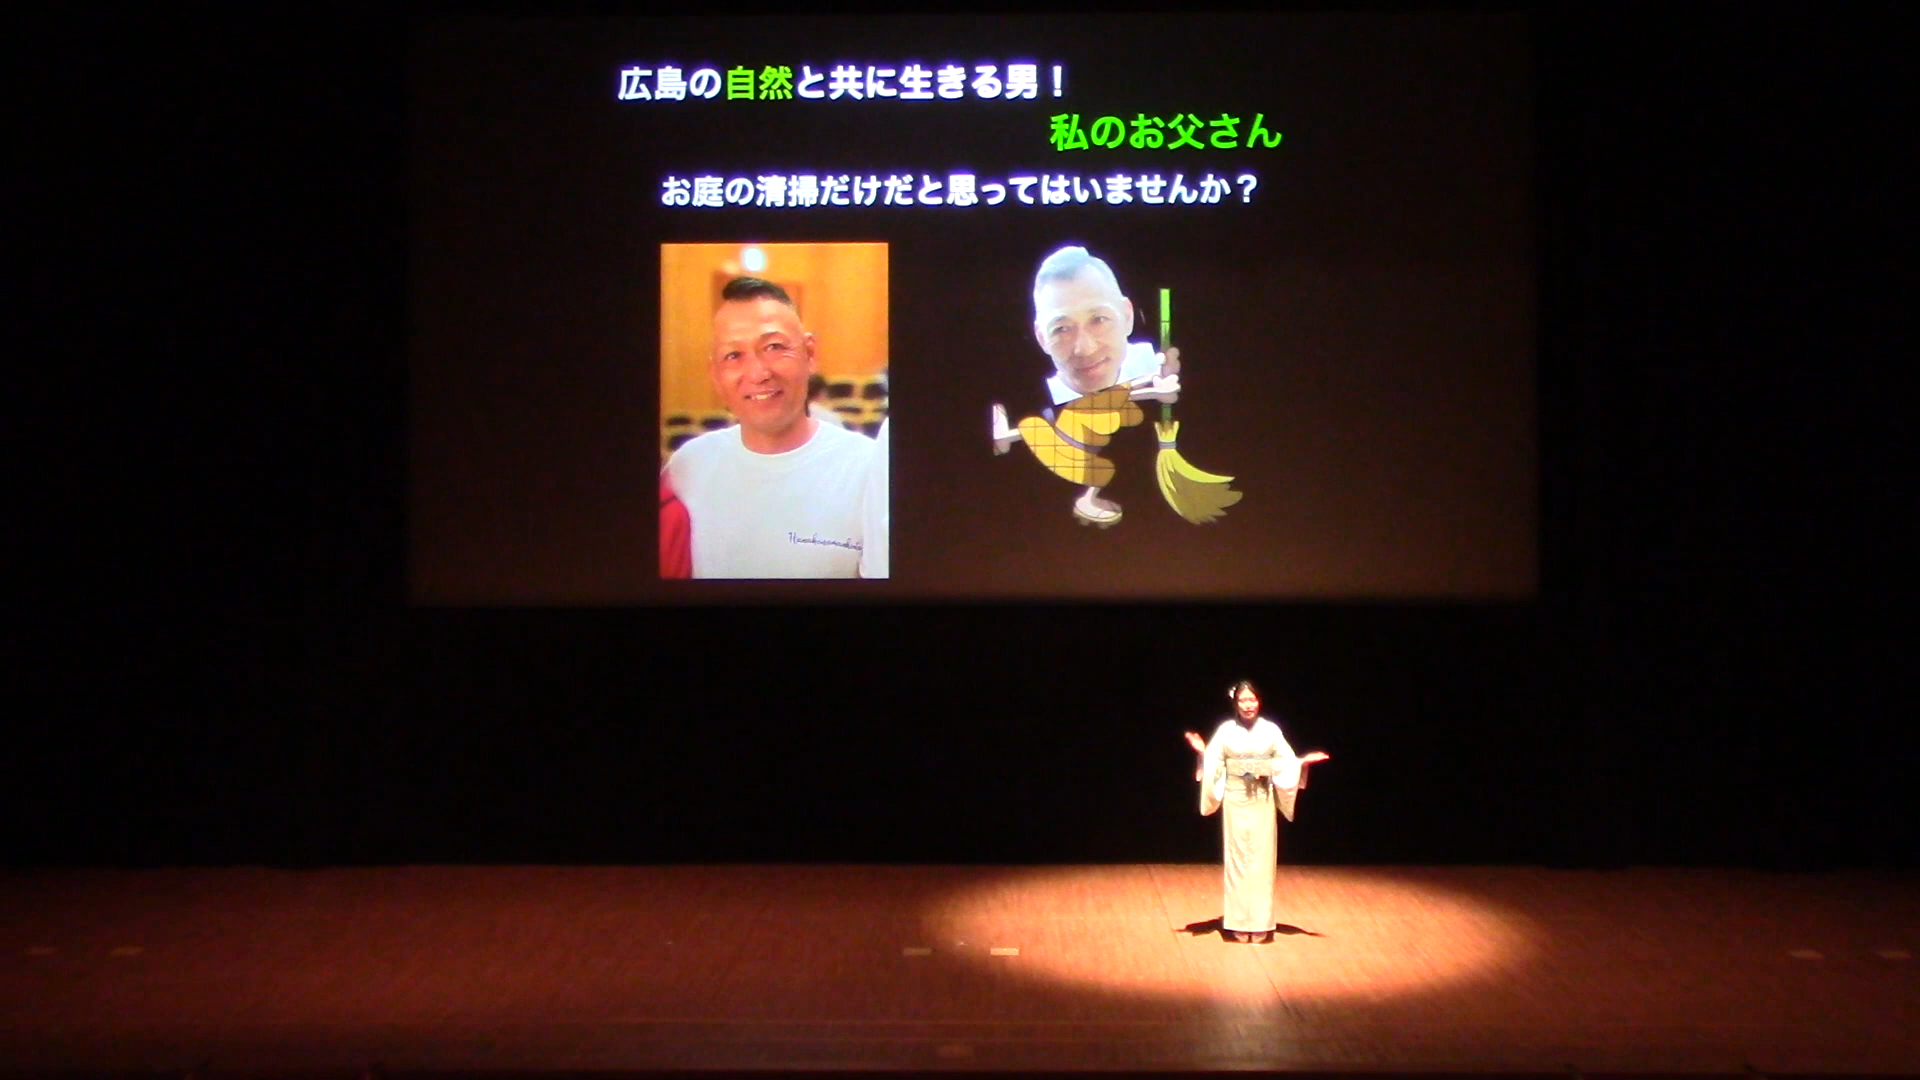 広島の自然と共に生きる男！
私のお父さん
お庭の清掃だけだと思ってはいませんか？